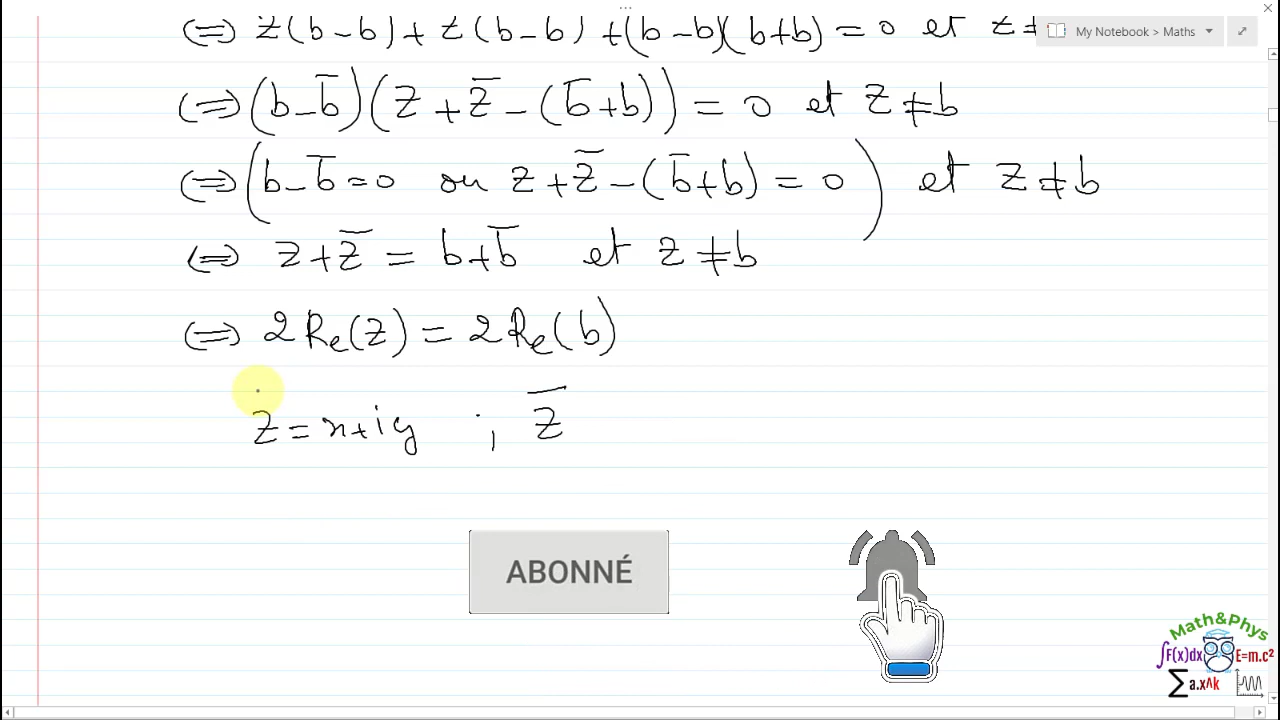 ⟺ z(b-b)+z(b-b)+(b-b)(b+b)=0 et z≠
My Notebook > Maths
⟺ (b-b̅)(z+z̅-(b̅+b))=0 et z≠b
⟺ (b-b̅=0 ou z+z̅-(b̅+b)=0) et z≠b
⟺ z+z̅=b+b̅ et z≠b
⟺ 2Re(z)=2Re(b)
z=x+iy ; z̅
ABONNÉ
Math&Phys
∫F(x)dx E=m.c²
∑ a.x^k